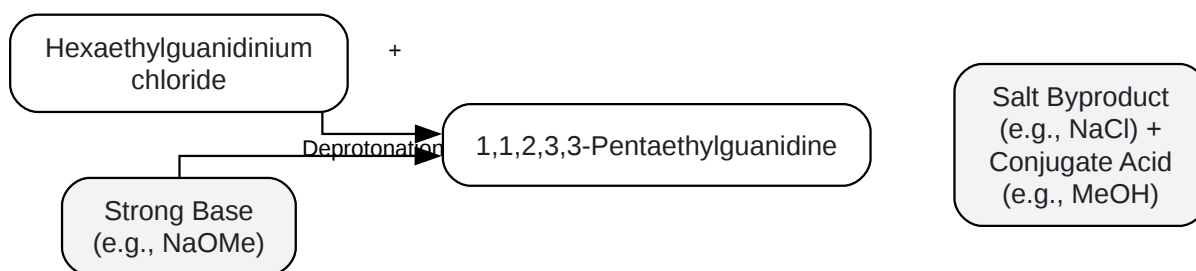 Hexaethylguanidinium
chloride
+
Deprotonation
1,1,2,3,3-Pentaethylguanidine
Strong Base
(e.g., NaOMe)
Salt Byproduct
(e.g., NaCl) +
Conjugate Acid
(e.g., MeOH)